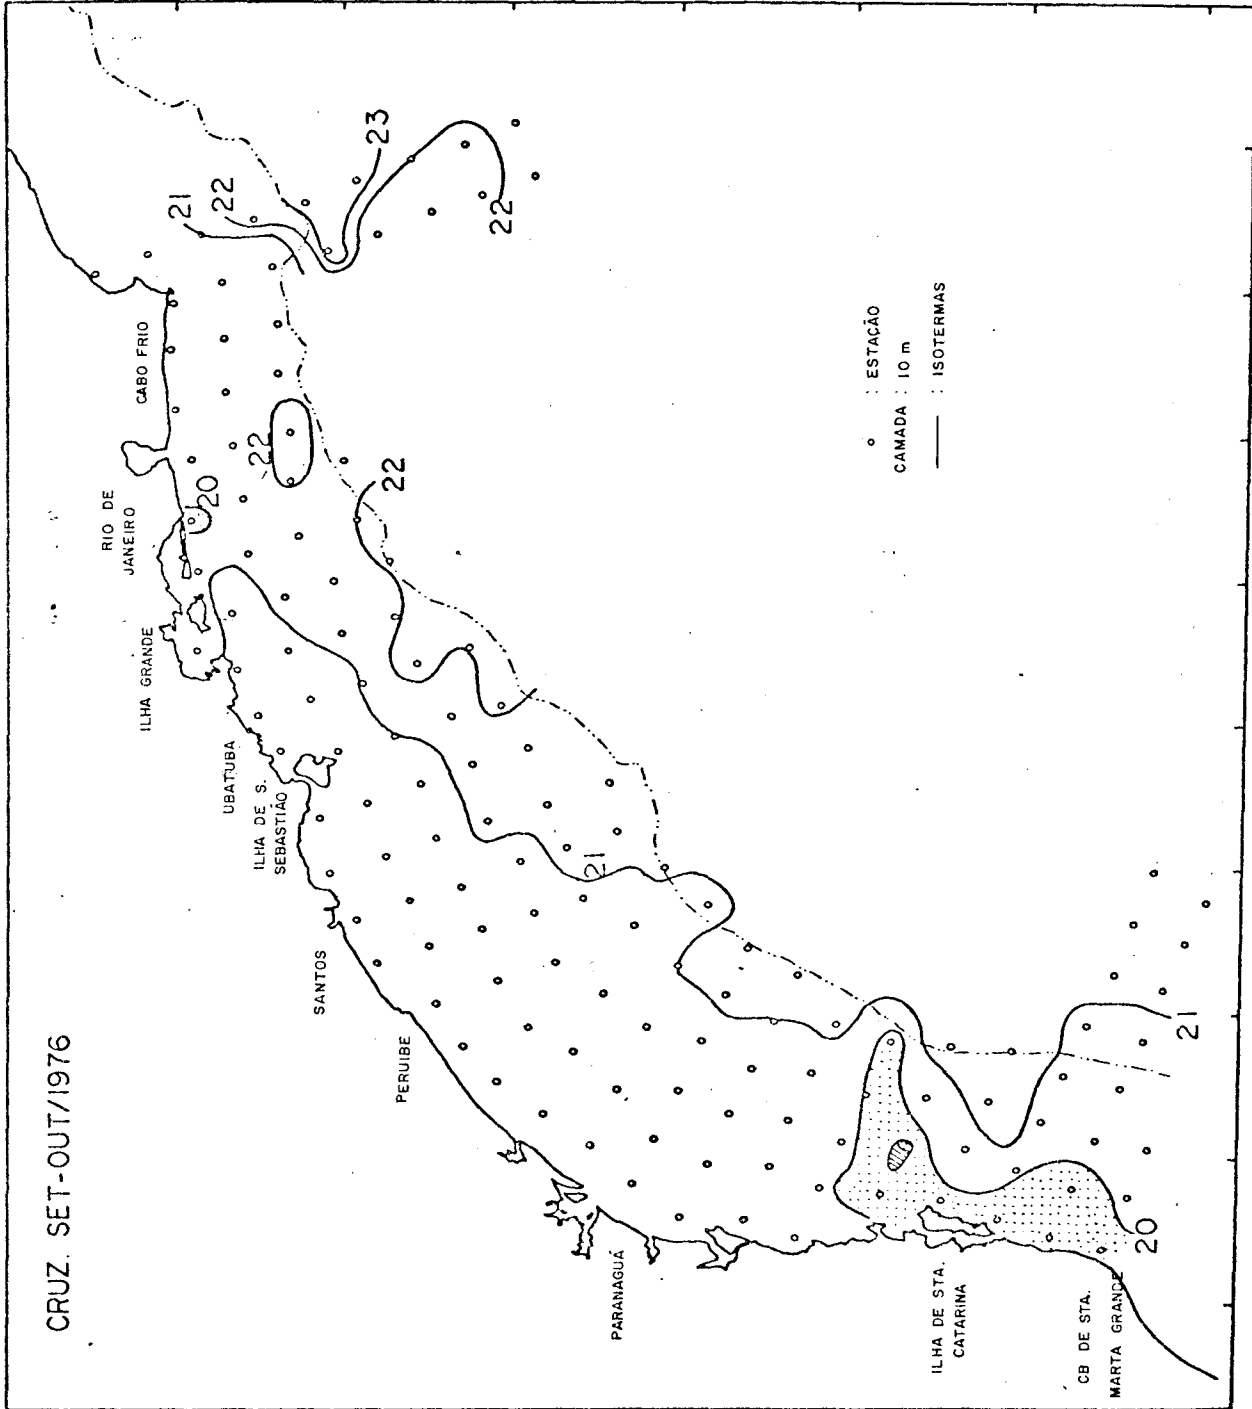 CRUZ. SET-OUT/1976
CABO FRIO
RIO DE
JANEIRO
ILHA GRANDE
UBATUBA
ILHA DE S.
SEBASTIÃO
SANTOS
PERUIBE
PARANAGUÁ
ILHA DE STA.
CATARINA
CB DE STA.
MARTA GRANDE
21
22
23
22
20
22
22
21
21
20
o : ESTAÇÃO
CAMADA : 10 m
— : ISOTERMAS